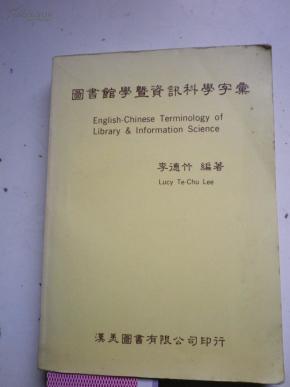 圖書館學暨資訊科學字彙
English-Chinese Terminology of
Library & Information Science
李德竹 編著
Lucy Te-Chu Lee
漢美圖書有限公司印行